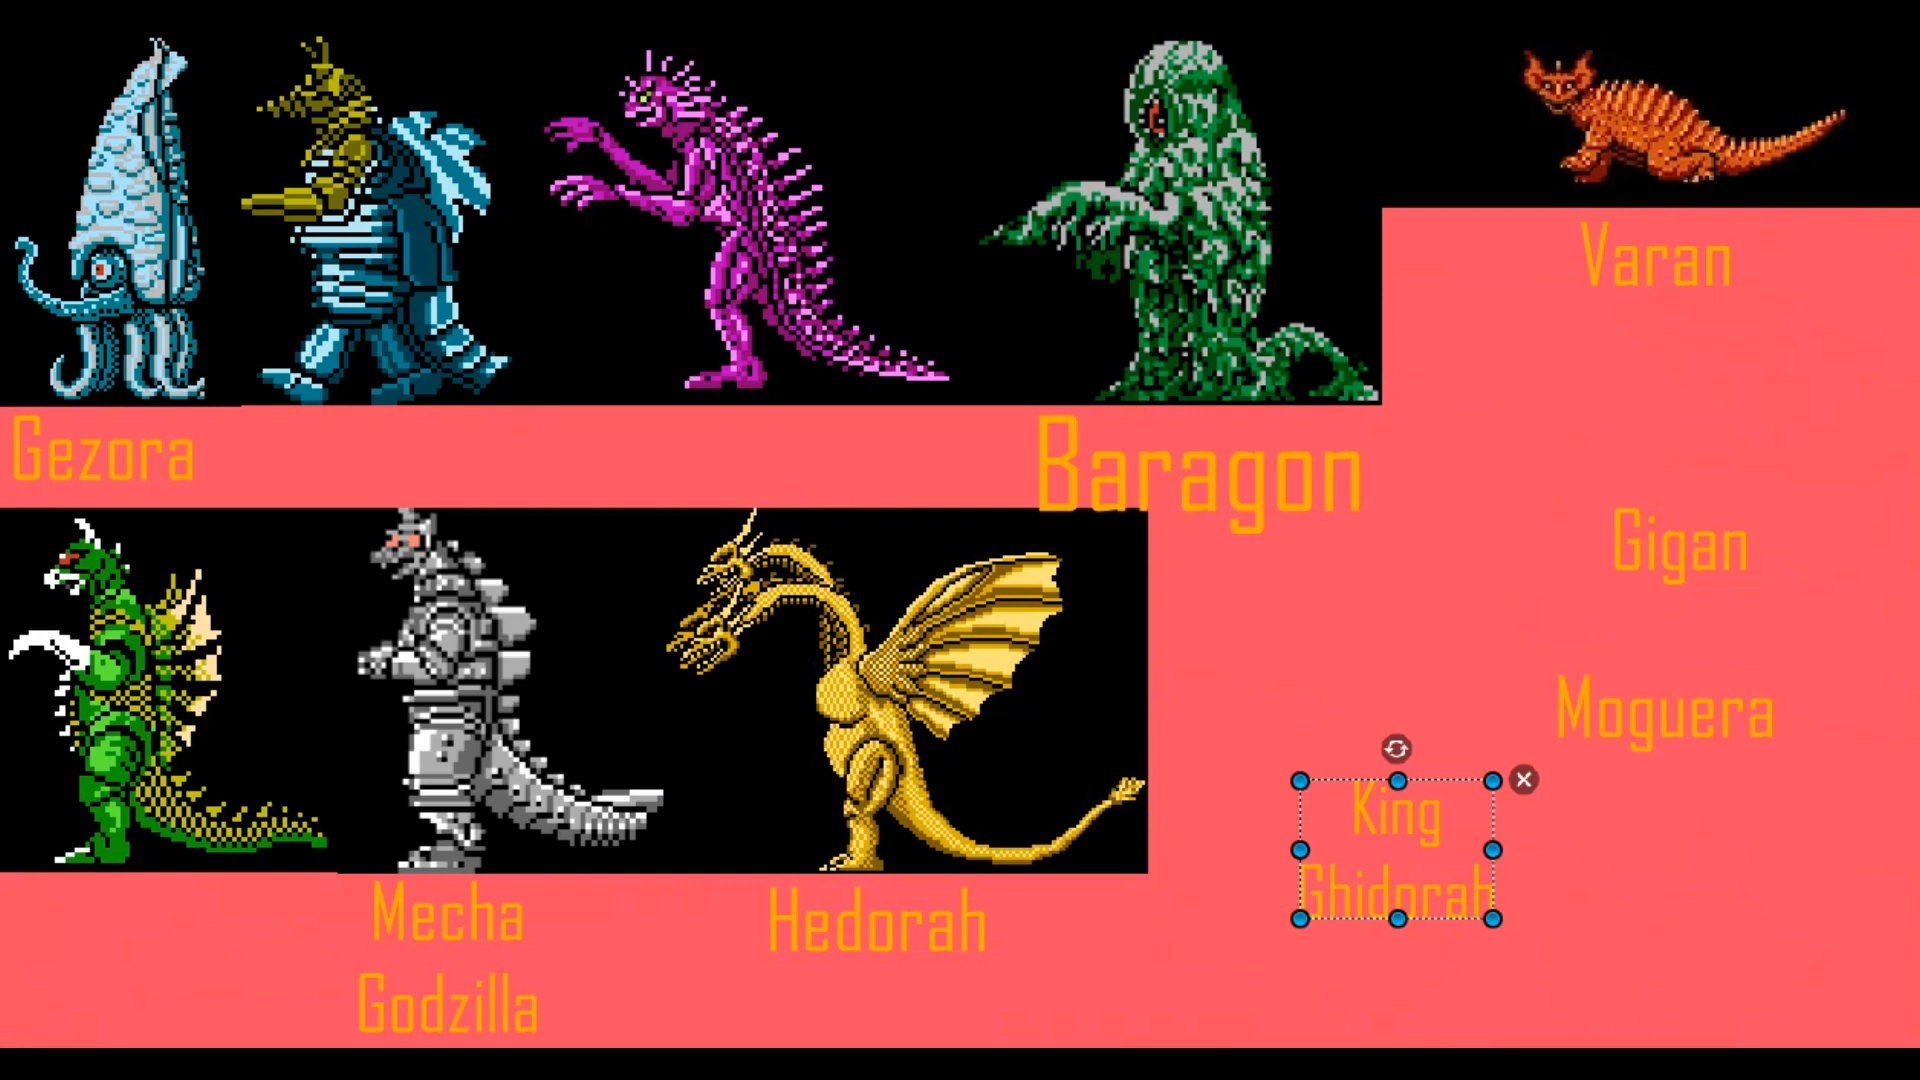 Varan
Gezora
Baragon
Gigan
Moguera
King
Ghidorah
Mecha
Godzilla
Hedorah